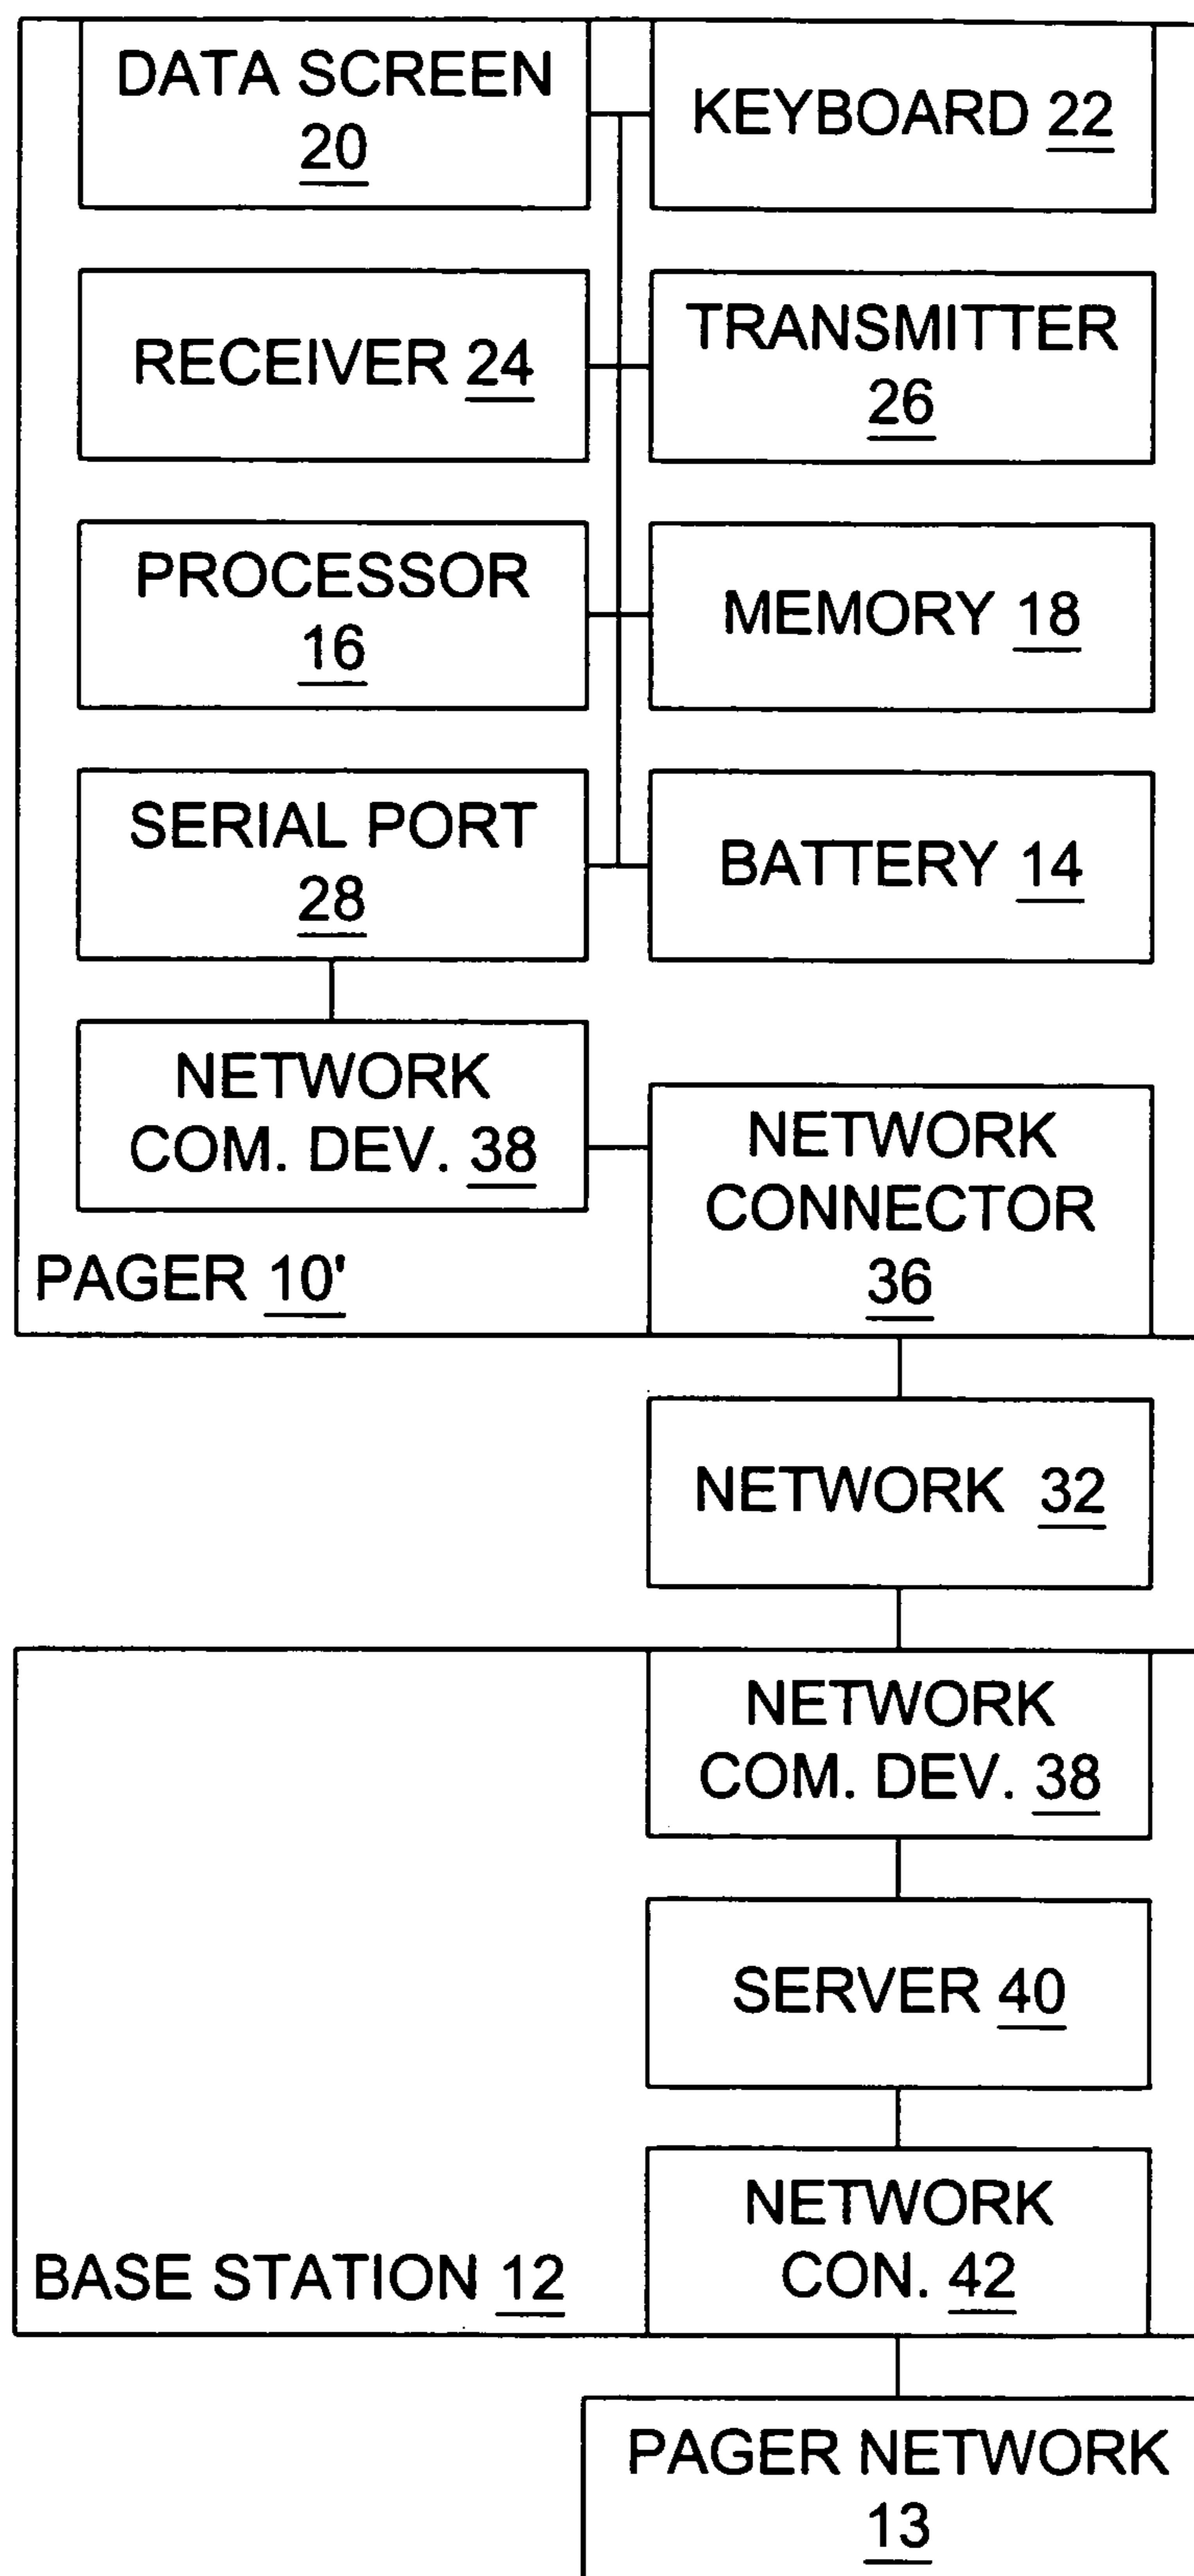 DATA SCREEN
20
KEYBOARD 22
RECEIVER 24
TRANSMITTER
26
PROCESSOR
16
MEMORY 18
SERIAL PORT
28
BATTERY 14
NETWORK
COM. DEV. 38
NETWORK
CONNECTOR
36
PAGER 10'
NETWORK 32
NETWORK
COM. DEV. 38
SERVER 40
NETWORK
CON. 42
BASE STATION 12
PAGER NETWORK
13